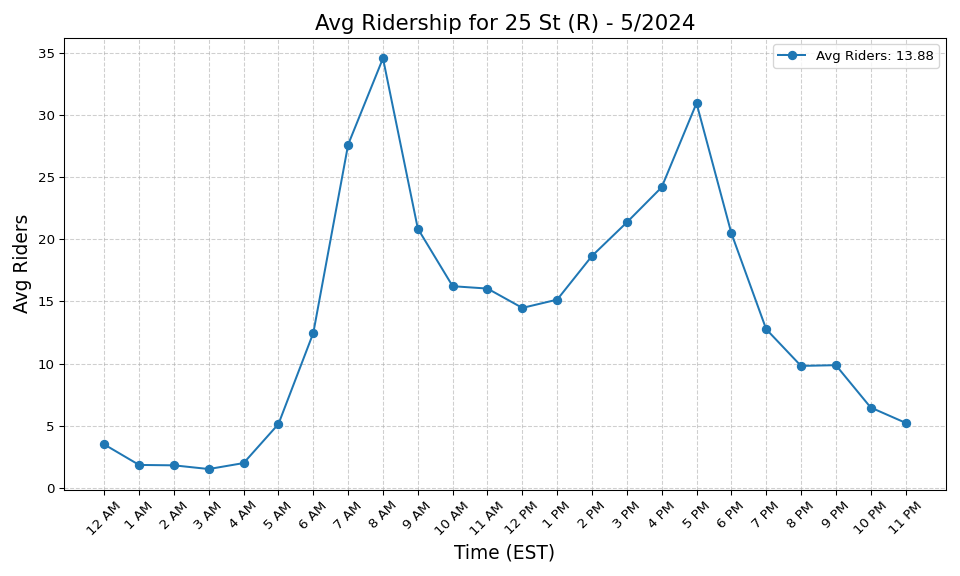 Avg Ridership for 25 St (R) - 5/2024
Avg Riders: 13.88
35
30
25
20
15
10
5
0
Avg Riders
12 AM
1 AM
2 AM
3 AM
4 AM
5 AM
6 AM
7 AM
8 AM
9 AM
10 AM
11 AM
12 PM
1 PM
2 PM
3 PM
4 PM
5 PM
6 PM
7 PM
8 PM
9 PM
10 PM
11 PM
Time (EST)